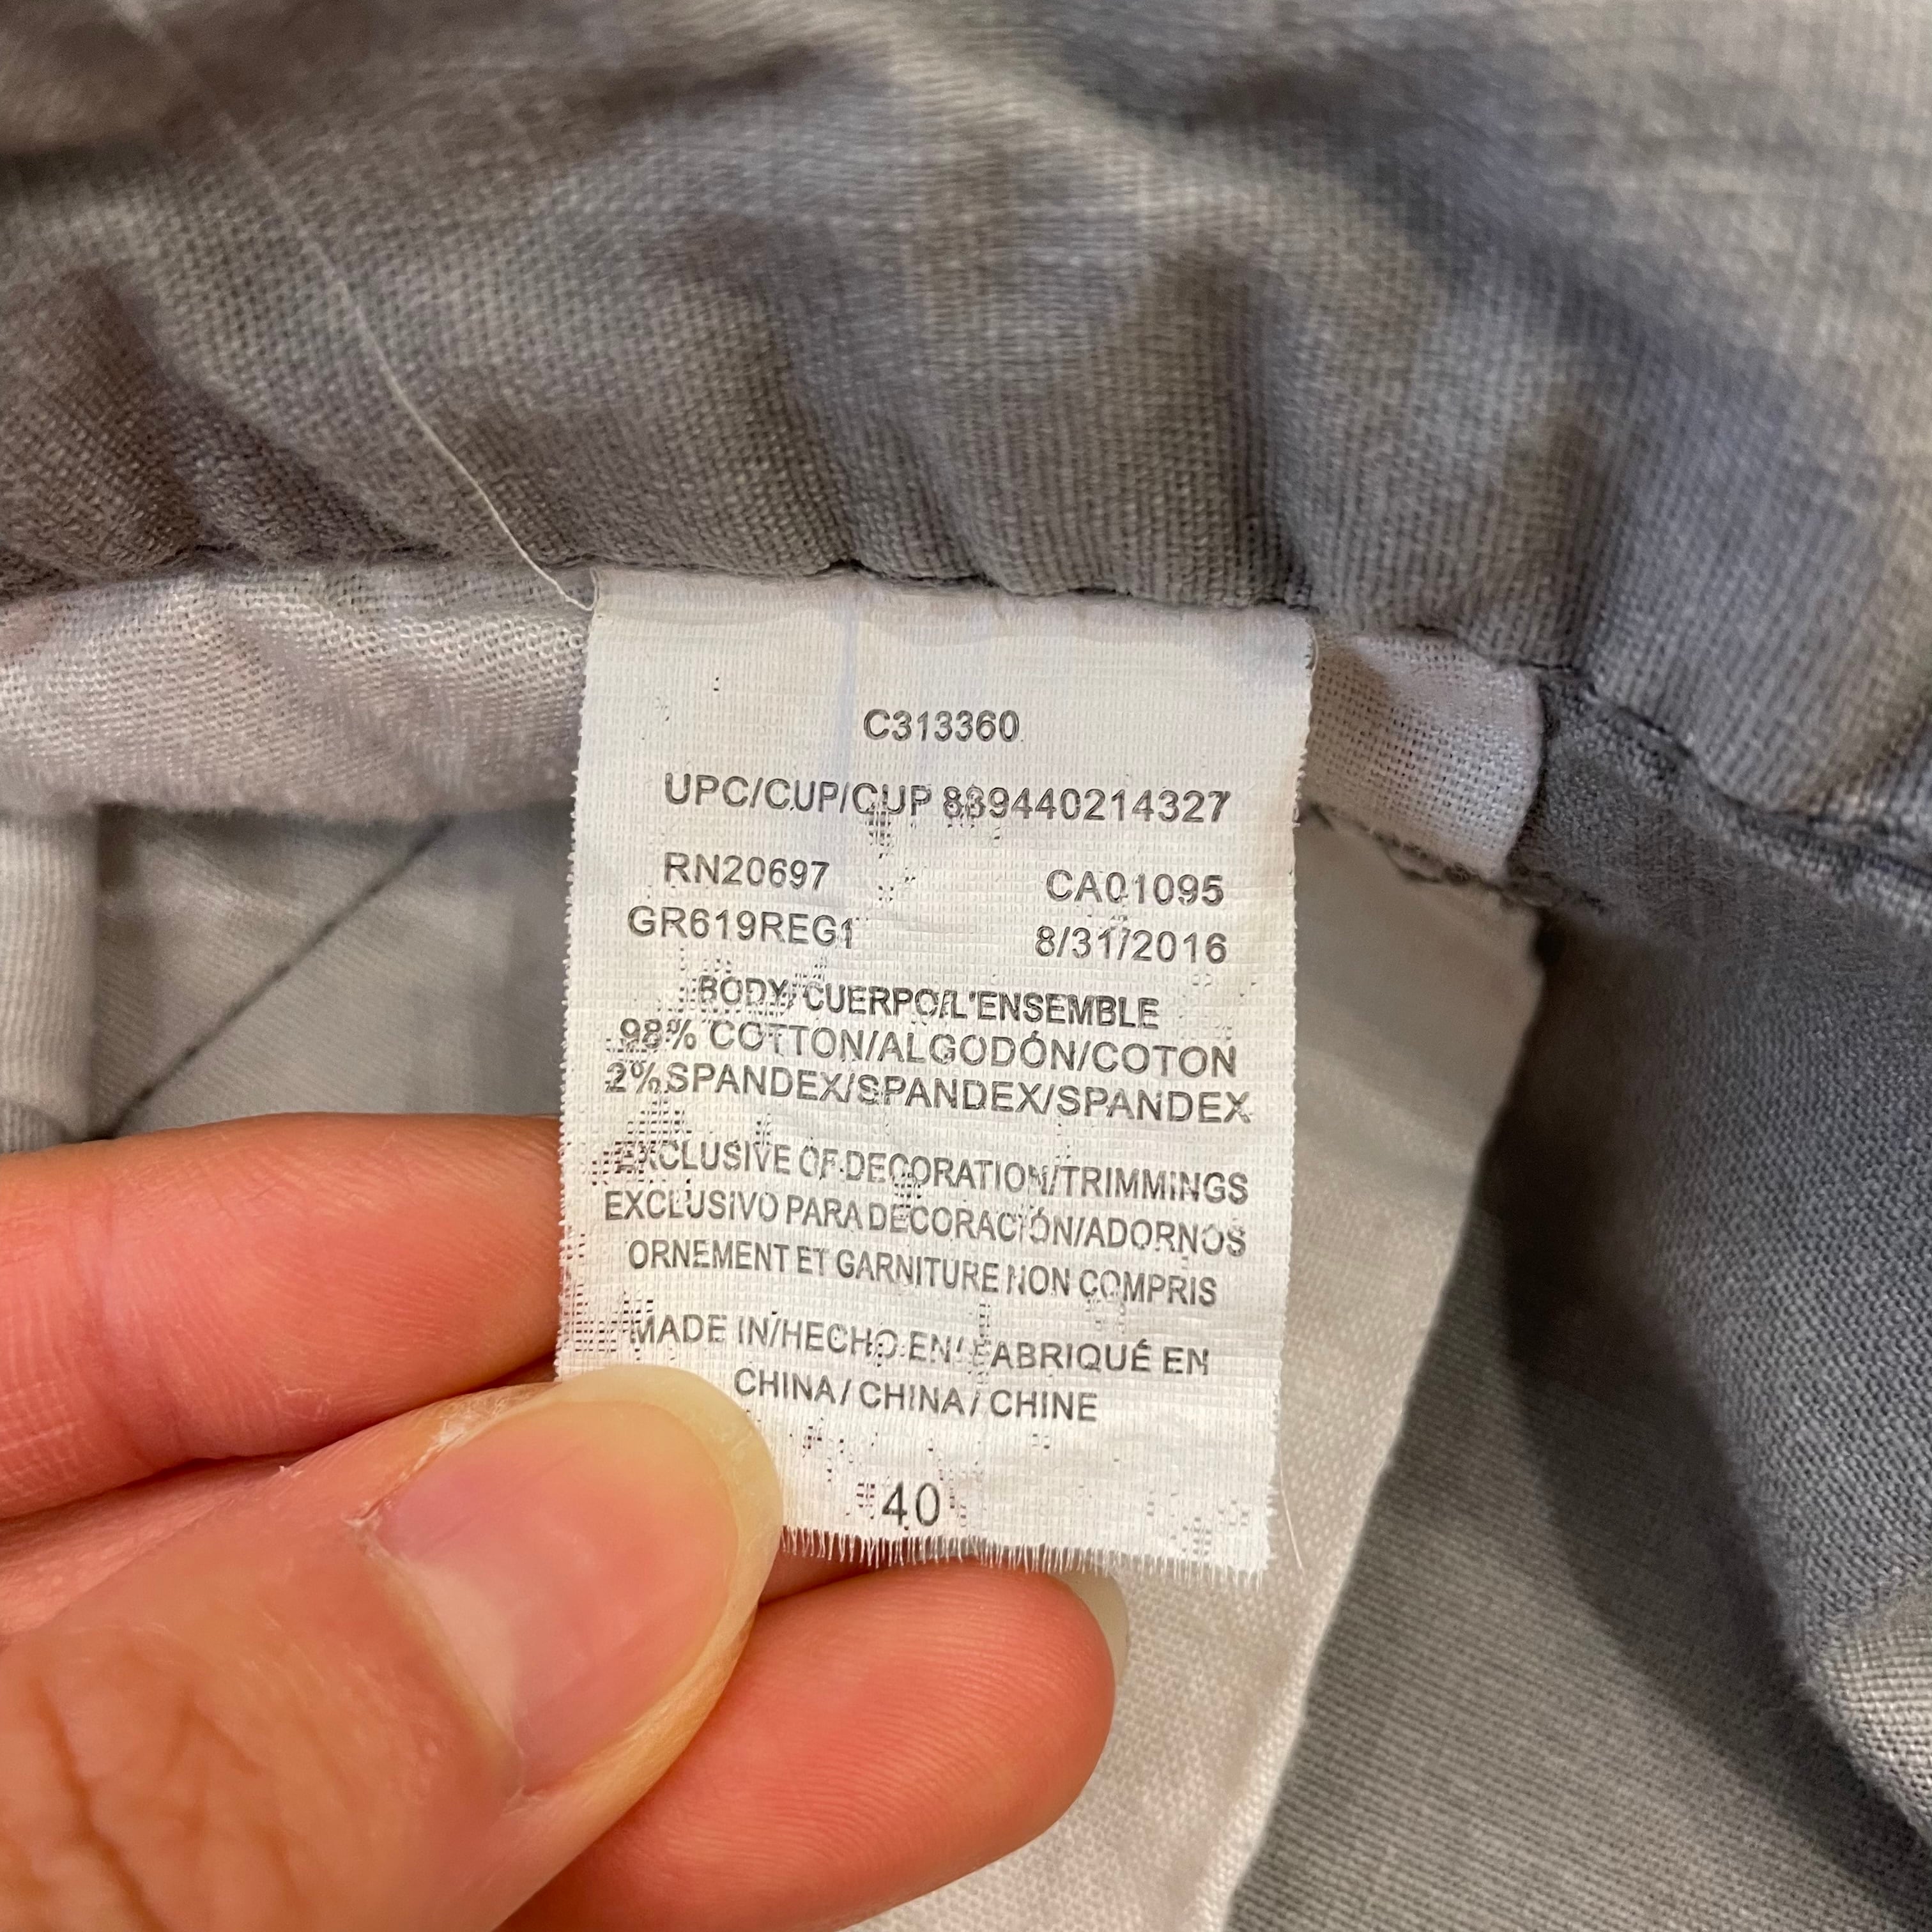 C313360
UPC/CUP/CUP 889440214327
RN20697 CA01095
GR619REG1 8/31/2016
BODY/CUERPO/L'ENSEMBLE
98% COTTON/ALGODÓN/COTON
2% SPANDEX/SPANDEX/SPANDEX
EXCLUSIVE OF DECORATION/TRIMMINGS
EXCLUSIVO PARA DECORACIÓN/ADORNOS
ORNEMENT ET GARNITURE NON COMPRIS
MADE IN/HECHO EN/FABRIQUÉ EN
CHINA / CHINA / CHINE
40